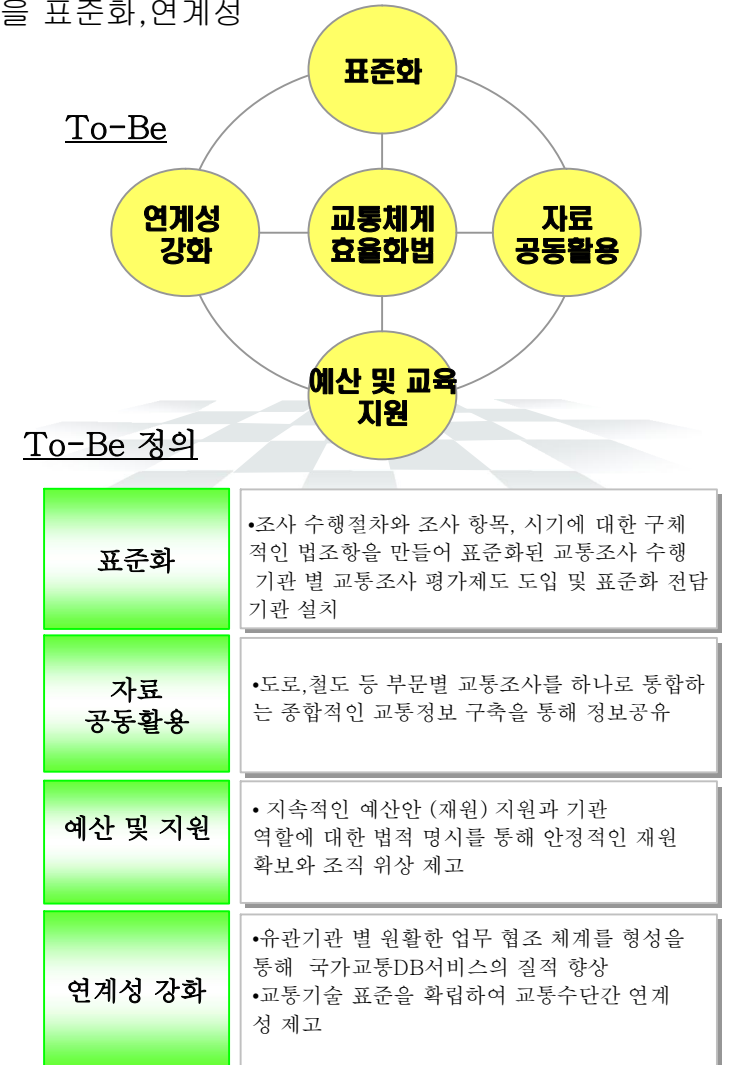 을 표준화,연계성
표준화
To-Be
연계성
강화
교통체계
효율화법
자료
공동활용
예산 및 교육
지원
To-Be 정의
표준화
•조사 수행절차와 조사 항목, 시기에 대한 구체
적인 법조항을 만들어 표준화된 교통조사 수행
기관 별 교통조사 평가제도 도입 및 표준화 전담
기관 설치
자료
공동활용
•도로,철도 등 부문별 교통조사를 하나로 통합하
는 종합적인 교통정보 구축을 통해 정보공유
예산 및 지원
• 지속적인 예산안 (재원) 지원과 기관
역할에 대한 법적 명시를 통해 안정적인 재원
확보와 조직 위상 제고
연계성 강화
•유관기관 별 원활한 업무 협조 체계를 형성을
통해 국가교통DB서비스의 질적 향상
•교통기술 표준을 확립하여 교통수단간 연계
성 제고